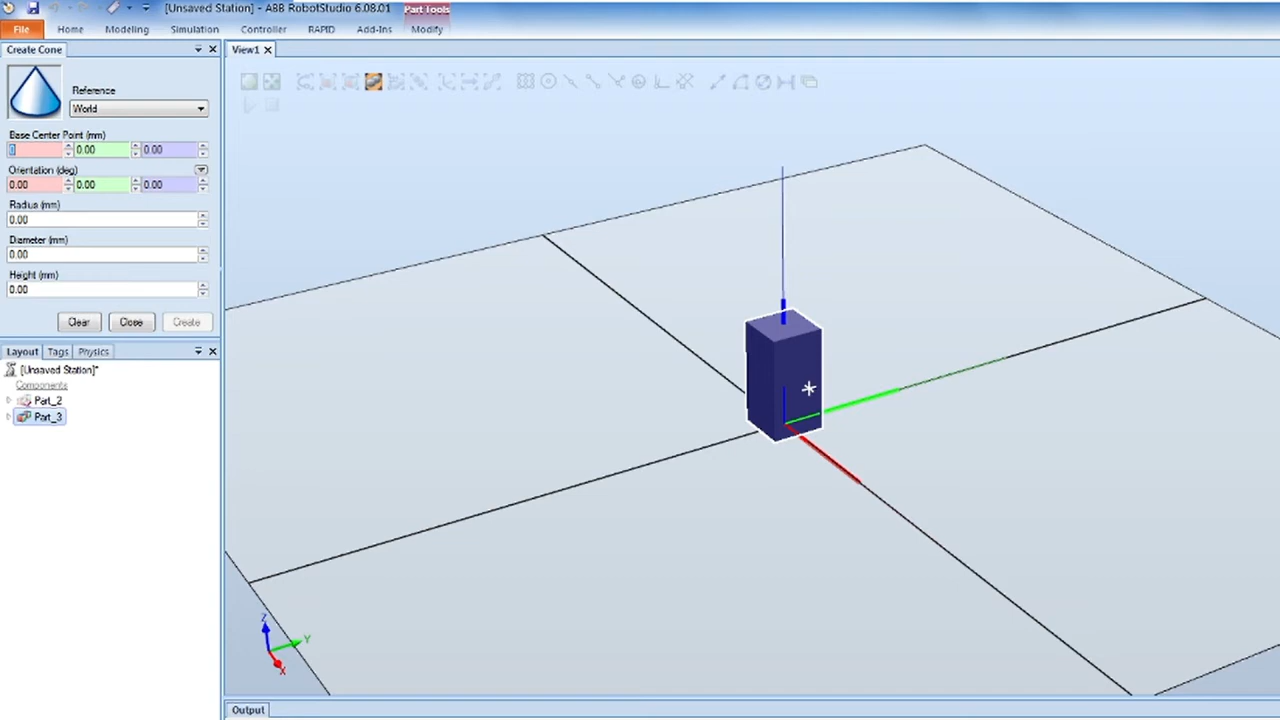 [Unsaved Station] - ABB RobotStudio 6.08.01
Part Tools
File Home Modeling Simulation Controller RAPID Add-Ins Modify
Create Cone
View1
Reference
World
Base Center Point (mm)
0 0.00 0.00
Orientation (deg)
0.00 0.00 0.00
Radius (mm)
0.00
Diameter (mm)
0.00
Height (mm)
0.00
Clear Close Create
Layout Tags Physics
[Unsaved Station]*
Components
Part_2
Part_3
Z
Y
X
Output